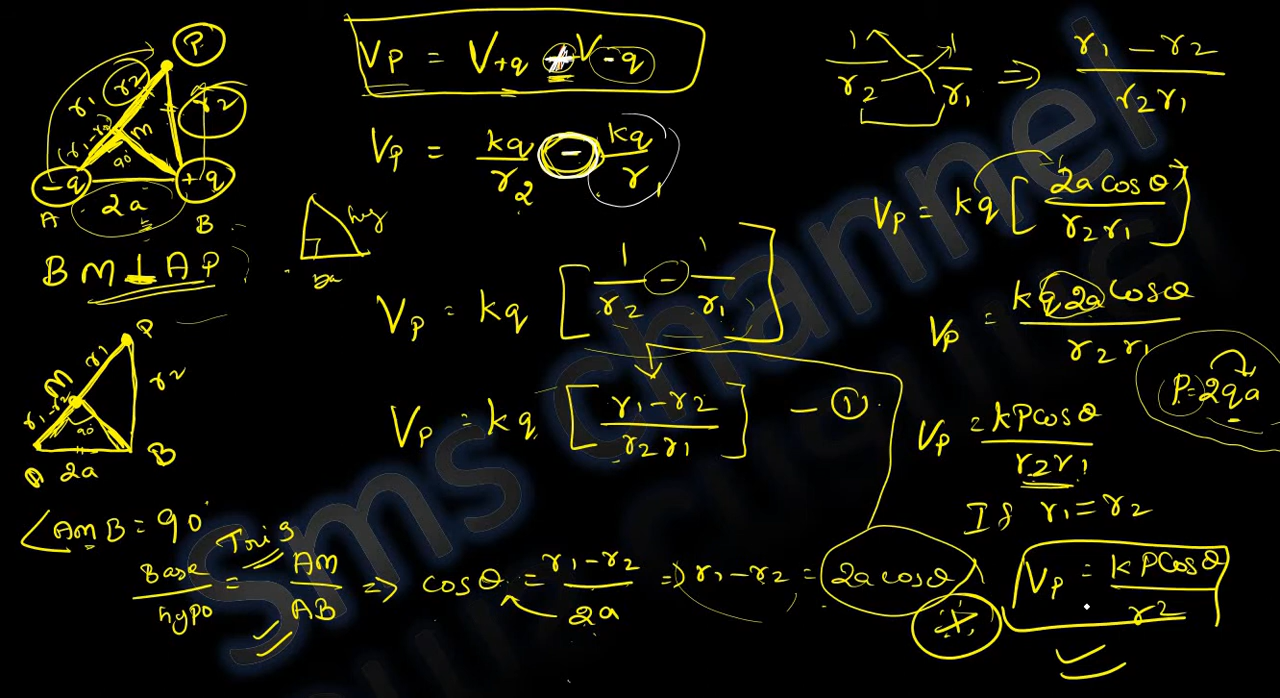 P
r1
r2
r2
(r1-r2
M
90
-q
+q
A
2a
B
BM ⊥ AP
P
r1
M
r2
r1-r2
90
A
2a
B
∠AMB = 90°
Trig
Base/hypo = AM/AB ⇒ cosθ = r1-r2/2a ⇒ r1-r2 = 2a cosθ
Vp = V+q + V-q
Vp = kq/r2 - kq/r1
hy
Vp = kq [1/r2 - 1/r1]
Vp = kq [r1-r2/r2r1] - ①
1/r2 - 1/r1 ⇒ r1-r2/r2r1
Vp = kq [2a cosθ/r2r1]
Vp = kq2a cosθ/r2r1
P=2qa
Vp = kPcosθ/r2r1
If r1=r2
Vp = kPcosθ/r²
Sms channel